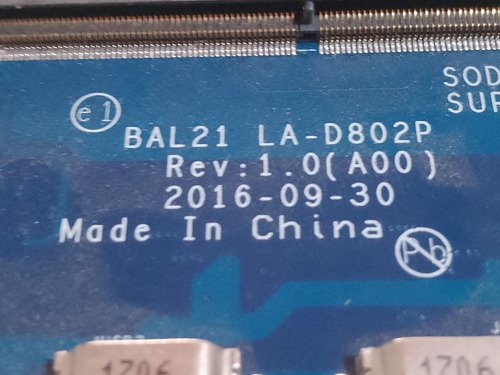 SOD
SUP
e1
BAL21 LA-D802P
Rev:1.0(A00)
2016-09-30
Made In China
Pb
1706
1706